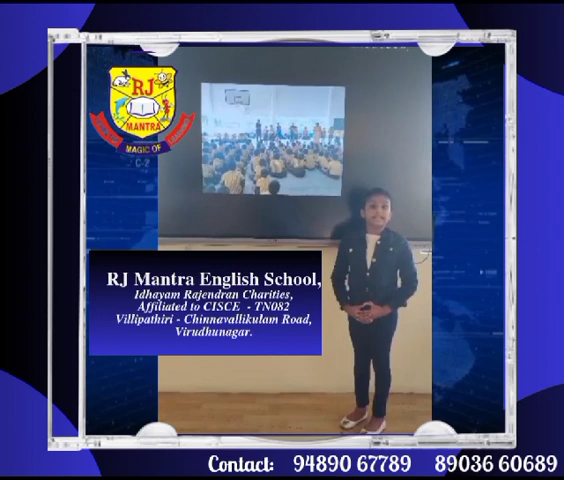 RJ
MANTRA
MAGIC OF
C-2
RJ Mantra English School,
Idhayam Rajendran Charities,
Affiliated to CISCE - TN082
Villipathiri - Chinnavallikulam Road,
Virudhunagar.
Contact: 94890 67789 89036 60689